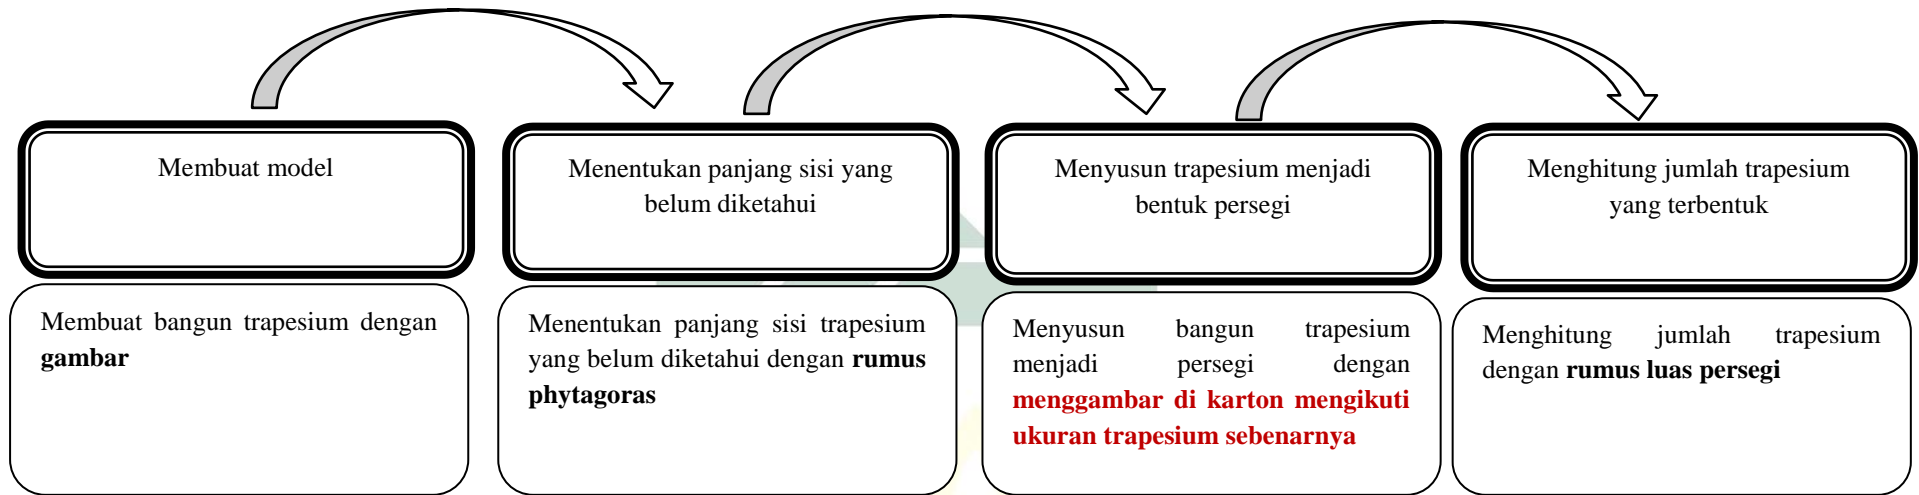 Membuat model
Menentukan panjang sisi yang
belum diketahui
Menyusun trapesium menjadi
bentuk persegi
Menghitung jumlah trapesium
yang terbentuk
Membuat bangun trapesium dengan
gambar
Menentukan panjang sisi trapesium
yang belum diketahui dengan rumus
phytagoras
Menyusun bangun trapesium
menjadi persegi dengan
menggambar di karton mengikuti
ukuran trapesium sebenarnya
Menghitung jumlah trapesium
dengan rumus luas persegi